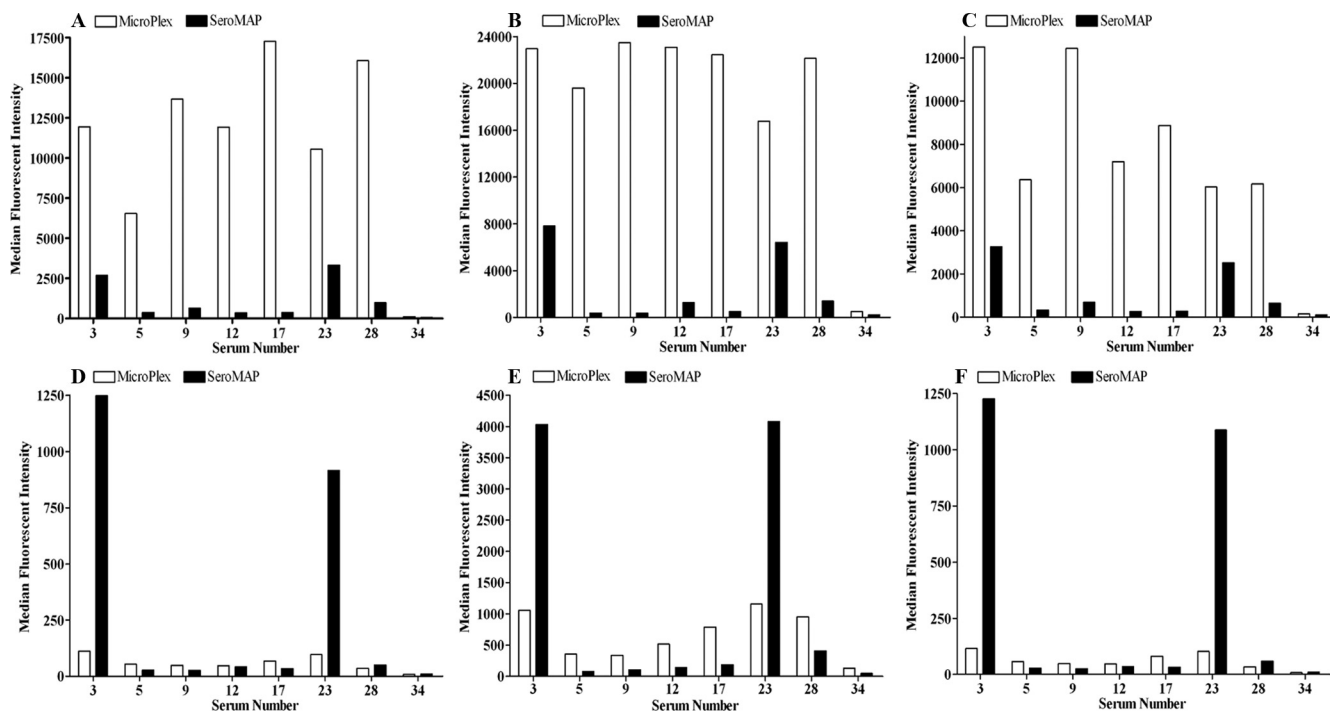 A MicroPlex SeroMAP
Median Fluorescent Intensity
17500
15000
12500
10000
7500
5000
2500
0
3 5 9 12 17 23 28 34
Serum Number
B MicroPlex SeroMAP
Median Fluorescent Intensity
24000
20000
16000
12000
8000
4000
0
3 5 9 12 17 23 28 34
Serum Number
C MicroPlex SeroMAP
Median Fluorescent Intensity
12000
10000
8000
6000
4000
2000
0
3 5 9 12 17 23 28 34
Serum Number
D MicroPlex SeroMAP
Median Fluorescent Intensity
1250
1000
750
500
250
0
3 5 9 12 17 23 28 34
Serum Number
E MicroPlex SeroMAP
Median Fluorescent Intensity
4500
4000
3500
3000
2500
2000
1500
1000
500
0
3 5 9 12 17 23 28 34
Serum Number
F MicroPlex SeroMAP
Median Fluorescent Intensity
1250
1000
750
500
250
0
3 5 9 12 17 23 28 34
Serum Number